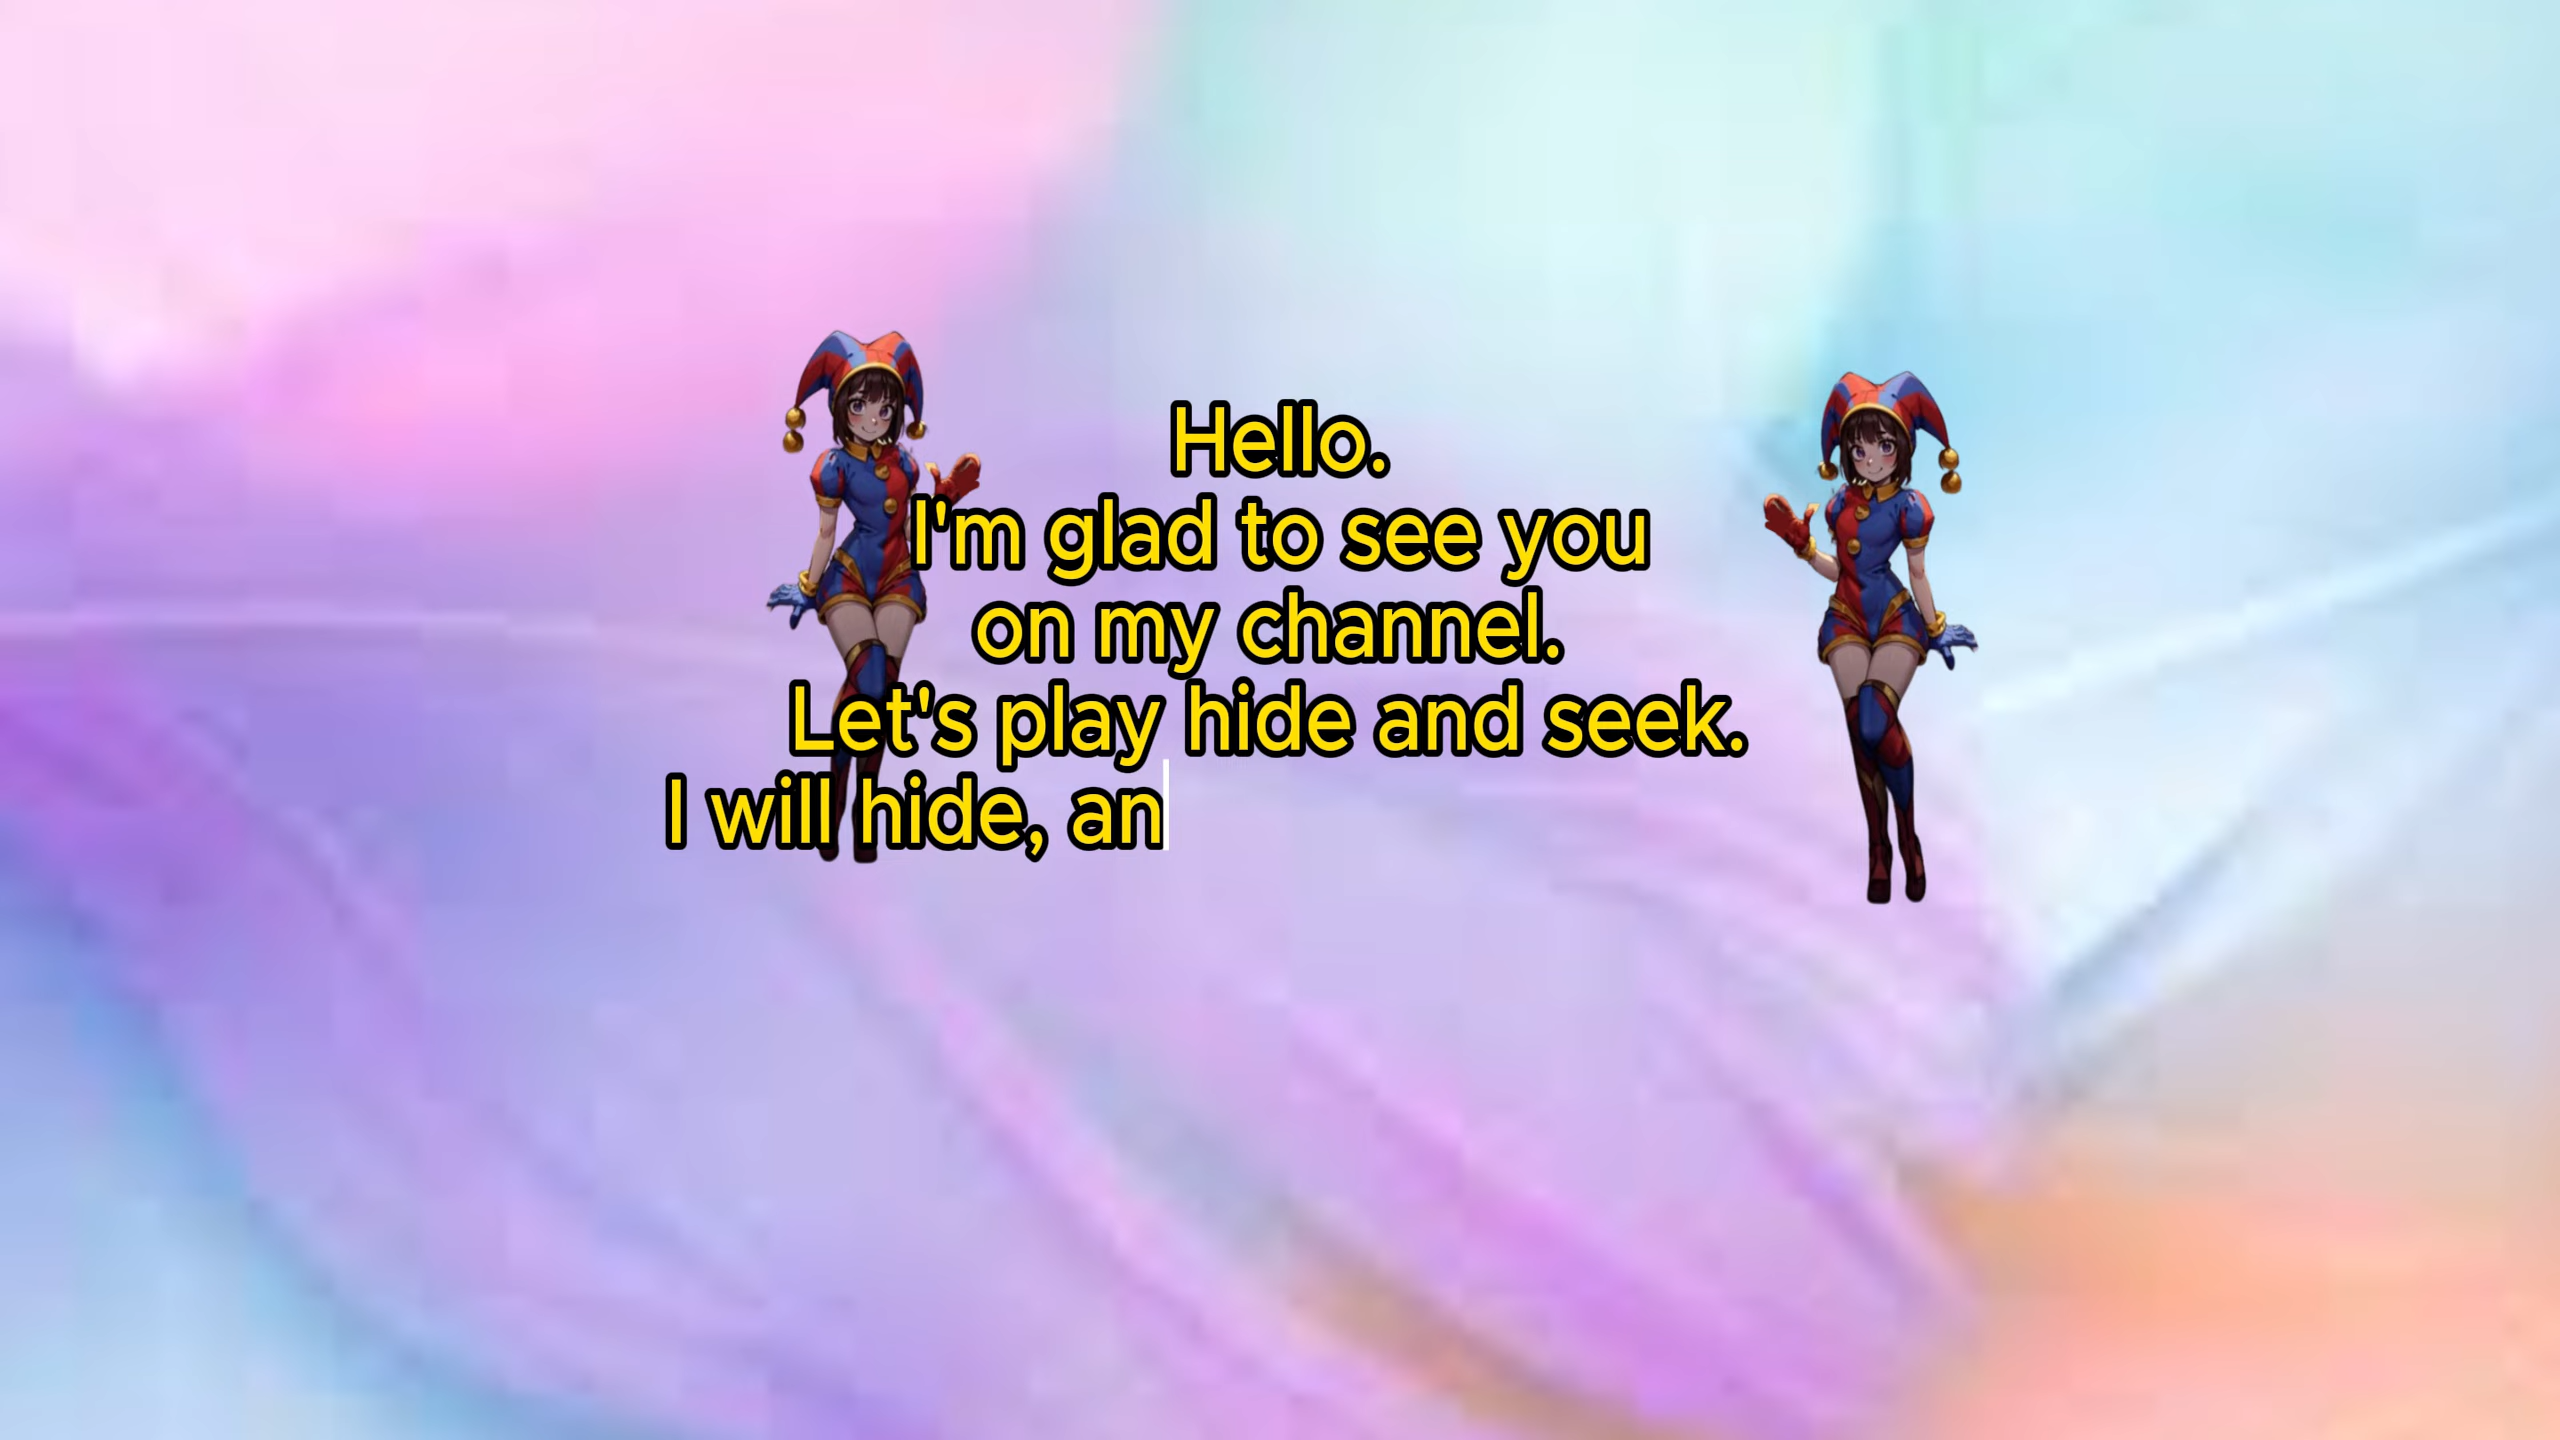 Hello.
I'm glad to see you
on my channel.
Let's play hide and seek.
I will hide, an